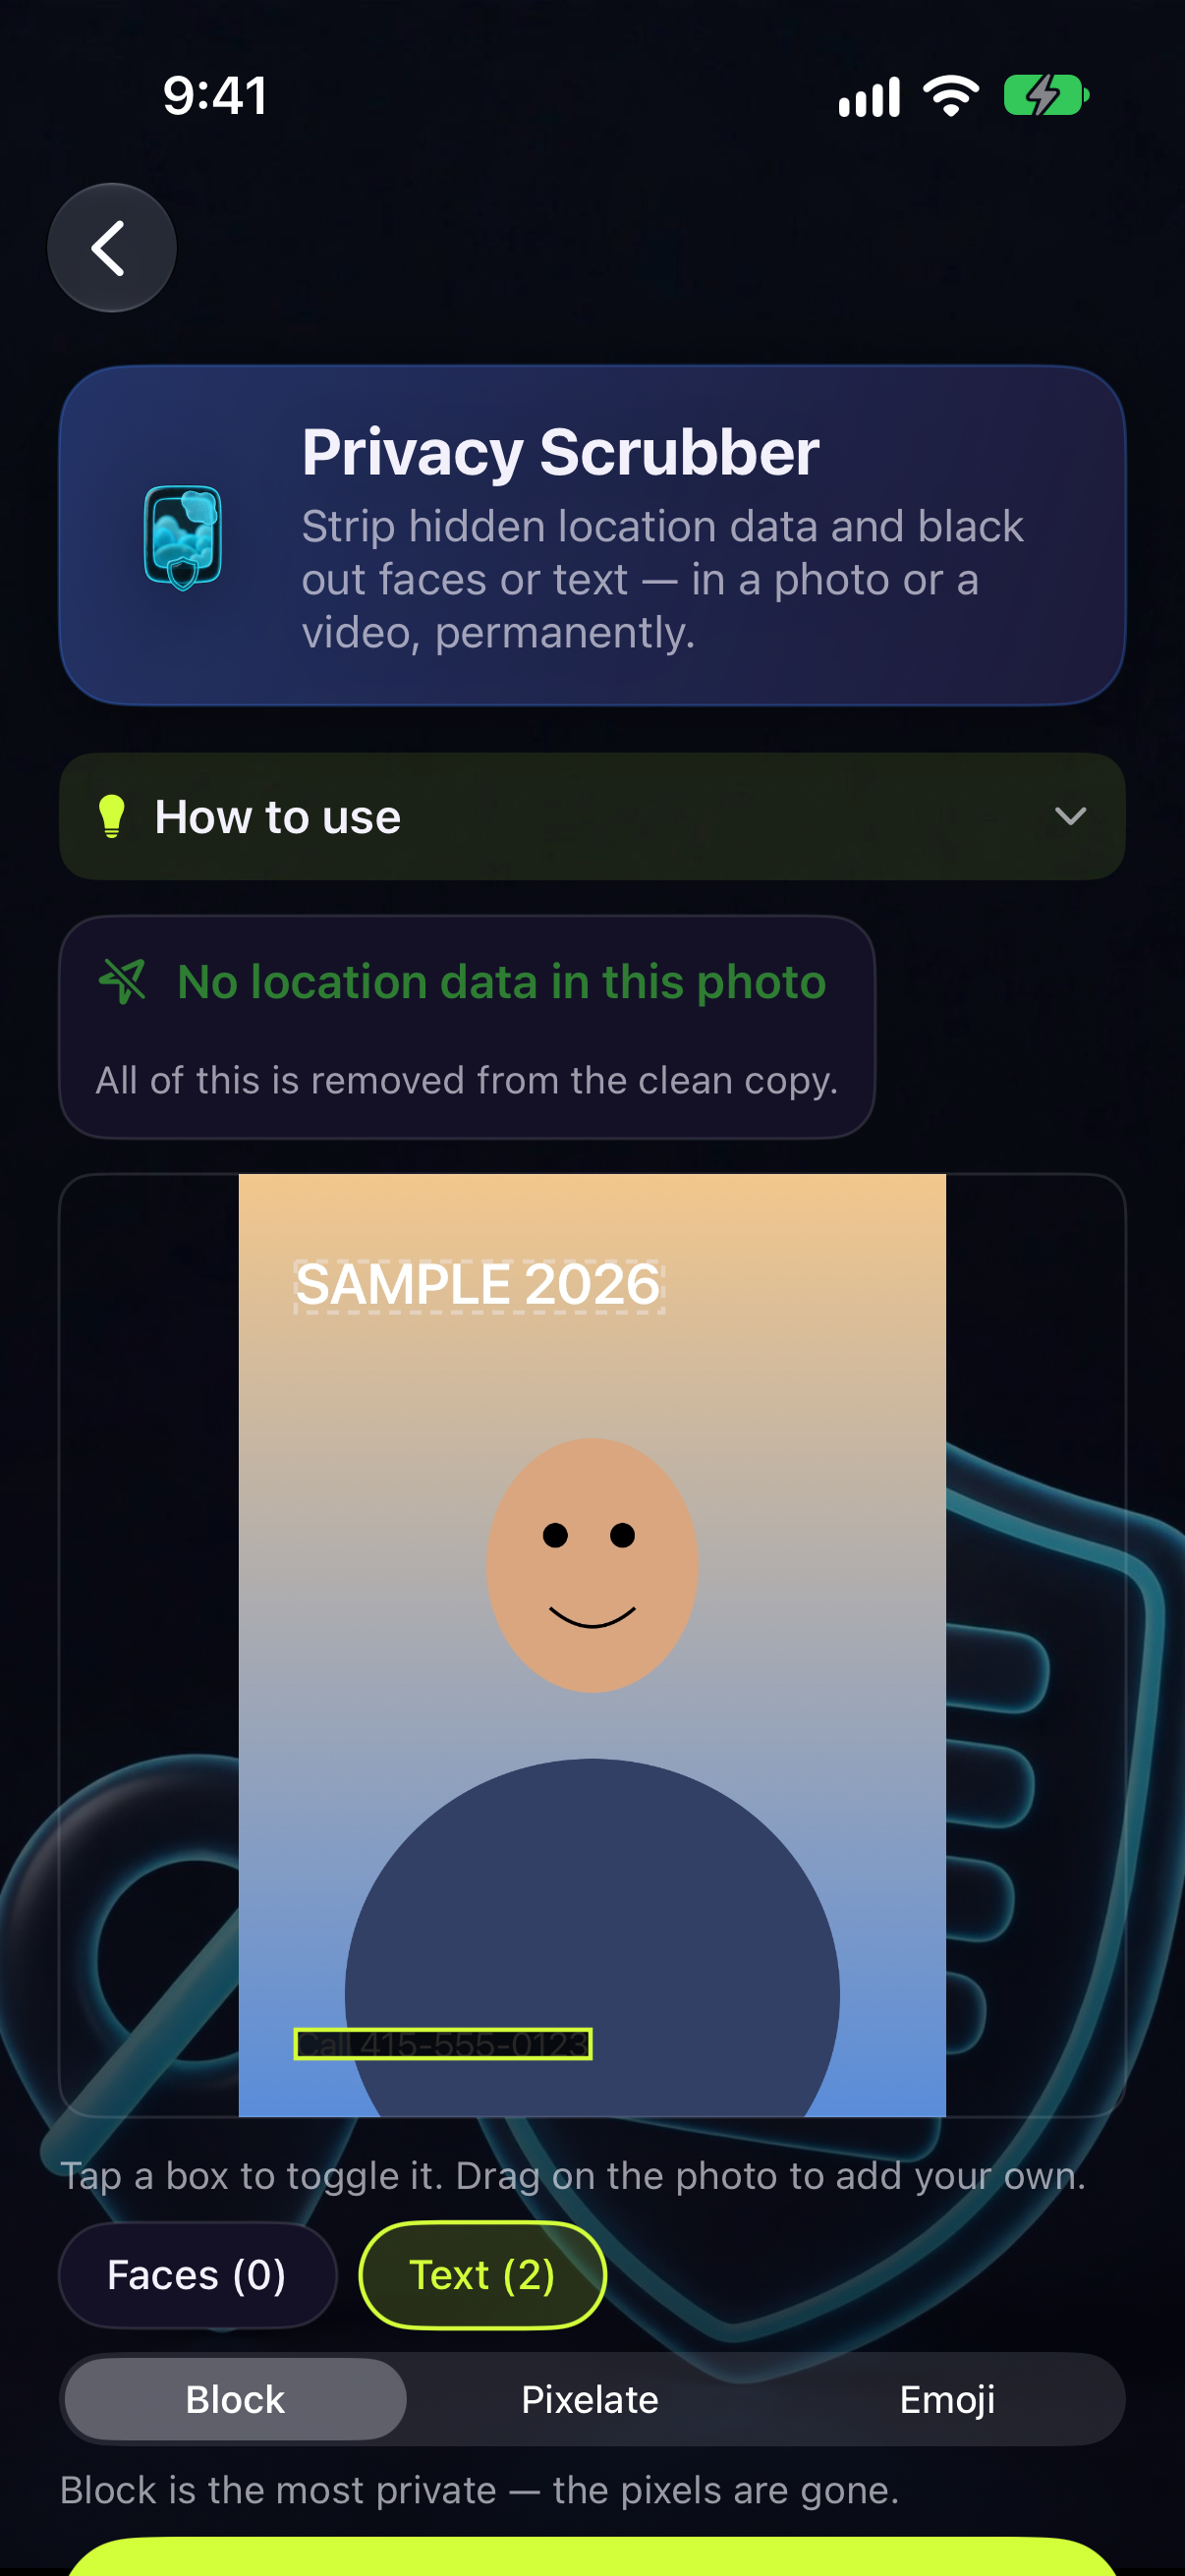 9:41
Privacy Scrubber
Strip hidden location data and black
out faces or text — in a photo or a
video, permanently.
How to use
No location data in this photo
All of this is removed from the clean copy.
SAMPLE 2026
Call 415-555-0123
Tap a box to toggle it. Drag on the photo to add your own.
Faces (0)
Text (2)
Block
Pixelate
Emoji
Block is the most private — the pixels are gone.